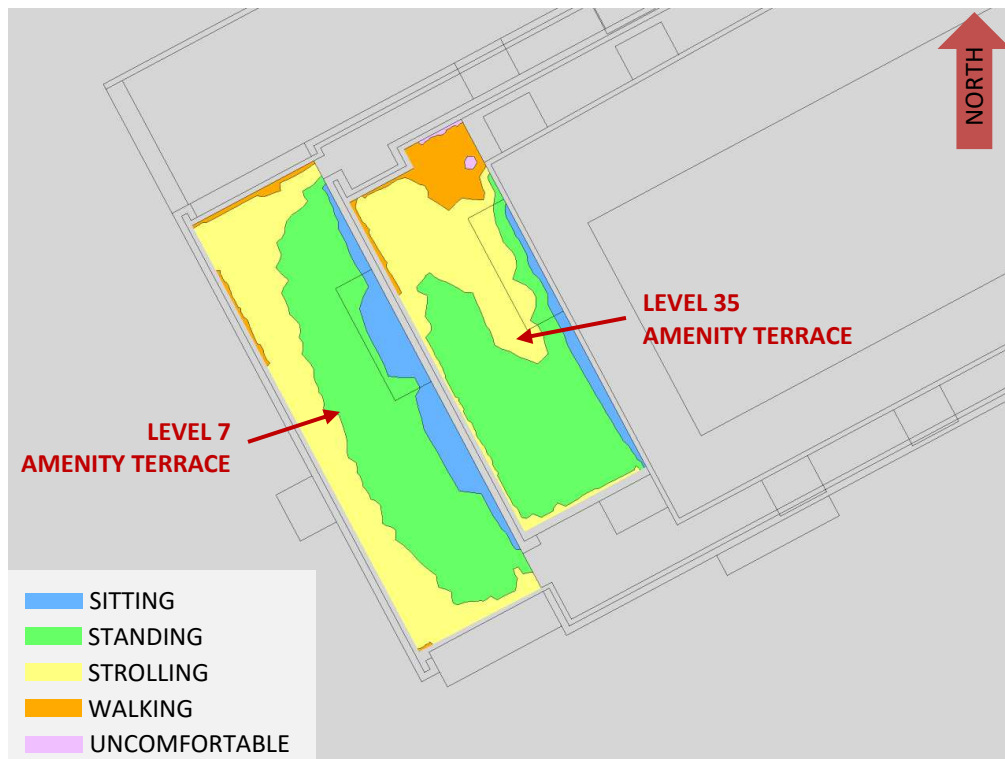 NORTH
LEVEL 35
AMENITY TERRACE
LEVEL 7
AMENITY TERRACE
SITTING
STANDING
STROLLING
WALKING
UNCOMFORTABLE